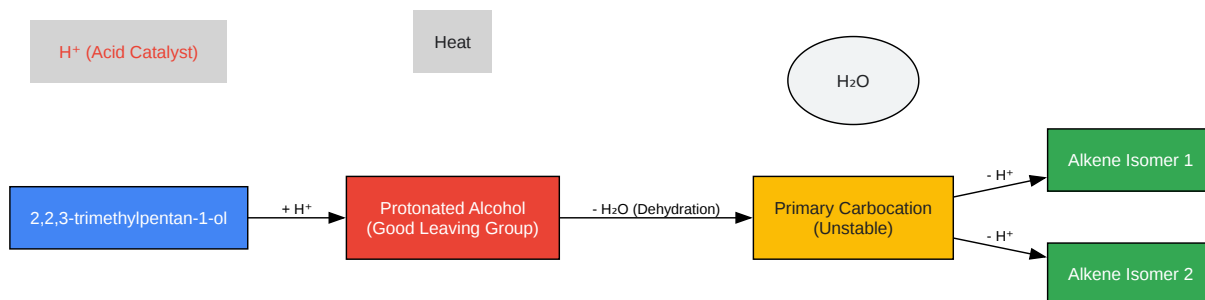 H⁺ (Acid Catalyst)
Heat
H₂O
2,2,3-trimethylpentan-1-ol
+ H⁺
Protonated Alcohol
(Good Leaving Group)
- H₂O (Dehydration)
Primary Carbocation
(Unstable)
- H⁺
Alkene Isomer 1
- H⁺
Alkene Isomer 2